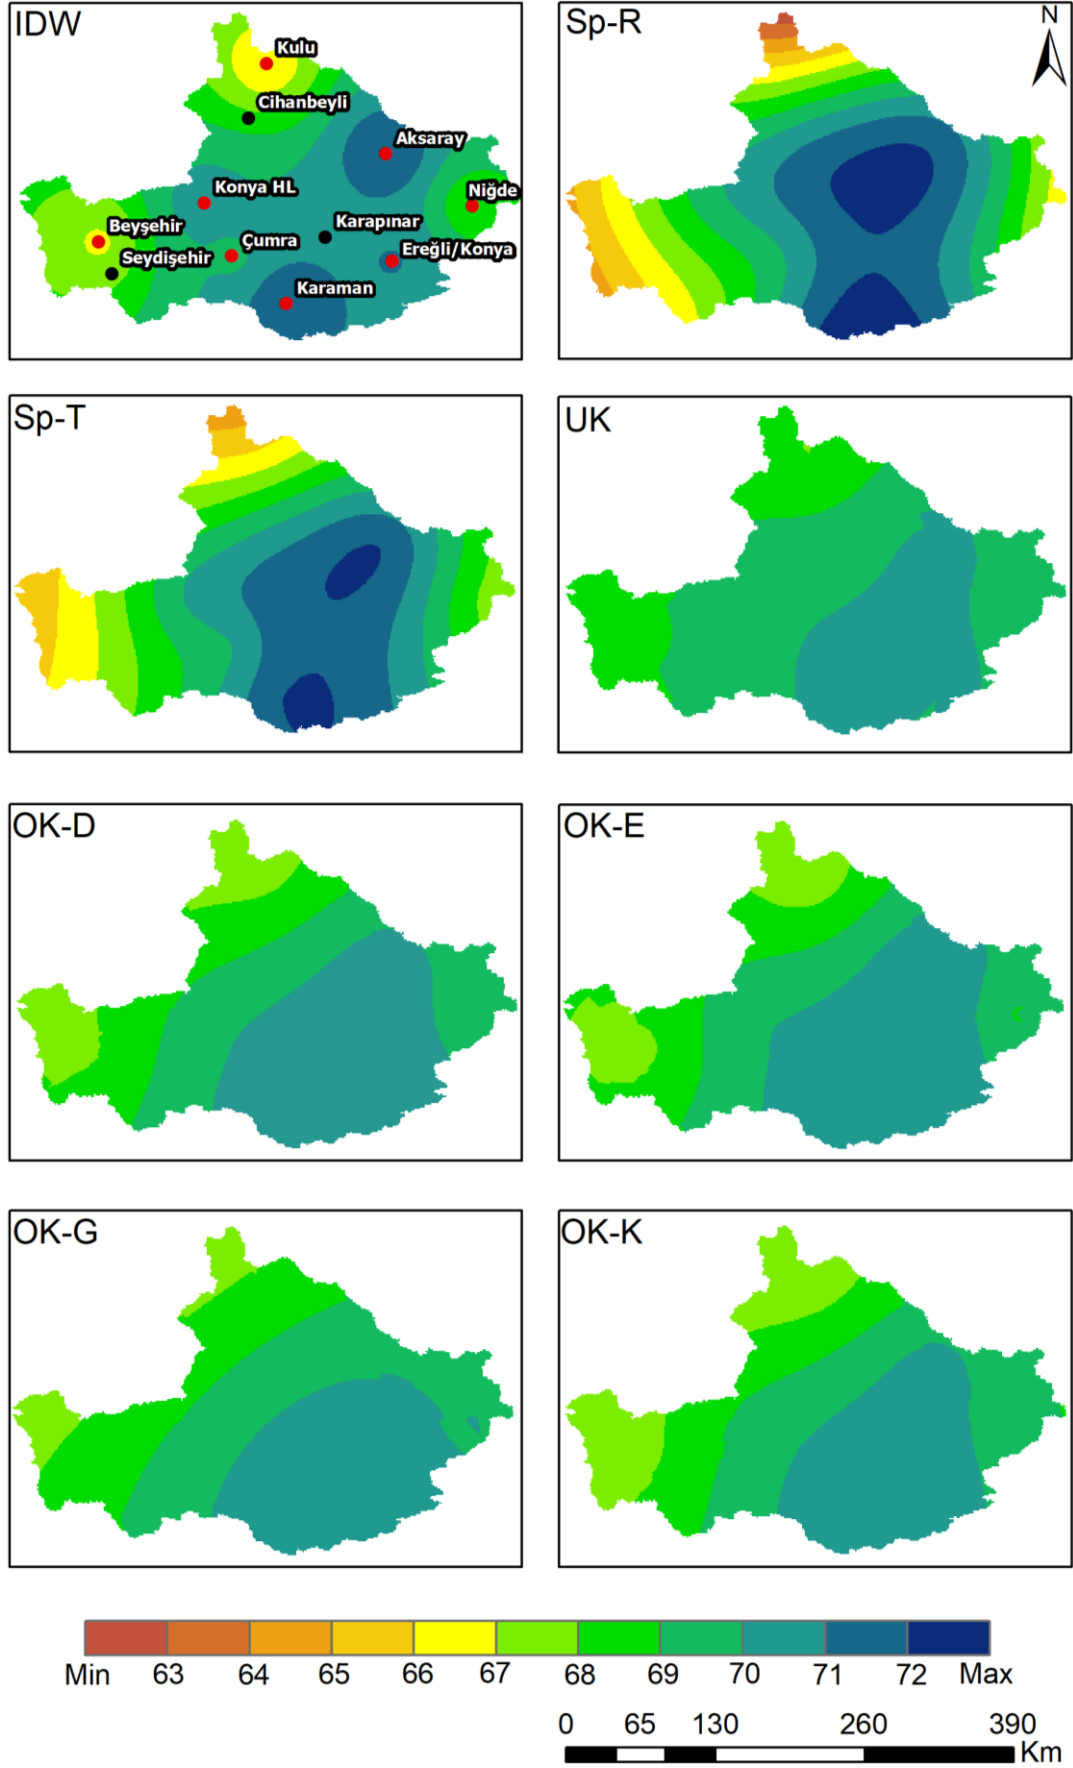 IDW
Kulu
Cihanbeyli
Aksaray
Konya HL
Niğde
Karapınar
Beyşehir
Çumra
Ereğli/Konya
Seydişehir
Karaman
Sp-R
N
Sp-T
UK
OK-D
OK-E
OK-G
OK-K
Min 63 64 65 66 67 68 69 70 71 72 Max
0 65 130 260 390
Km